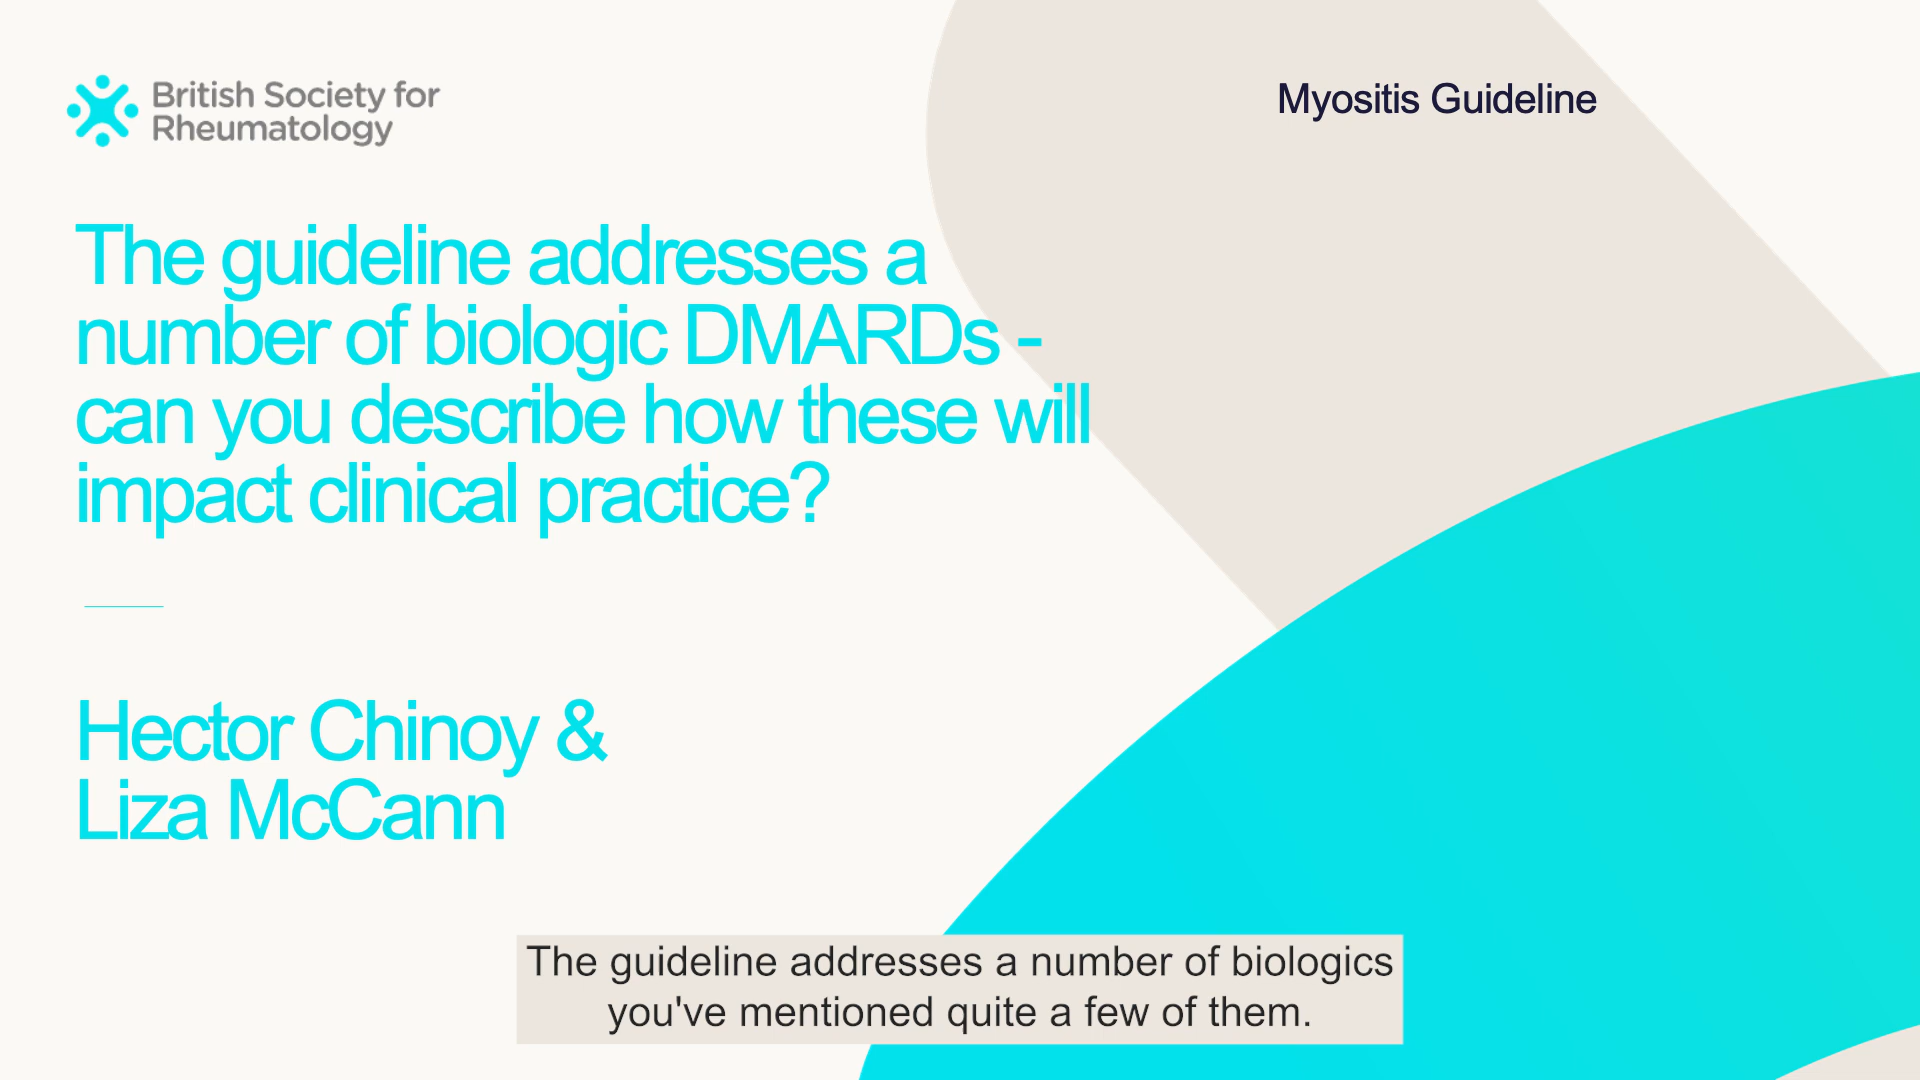 British Society for
Rheumatology
Myositis Guideline
The guideline addresses a
number of biologic DMARDs -
can you describe how these will
impact clinical practice?
Hector Chinoy &
Liza McCann
The guideline addresses a number of biologics
you've mentioned quite a few of them.